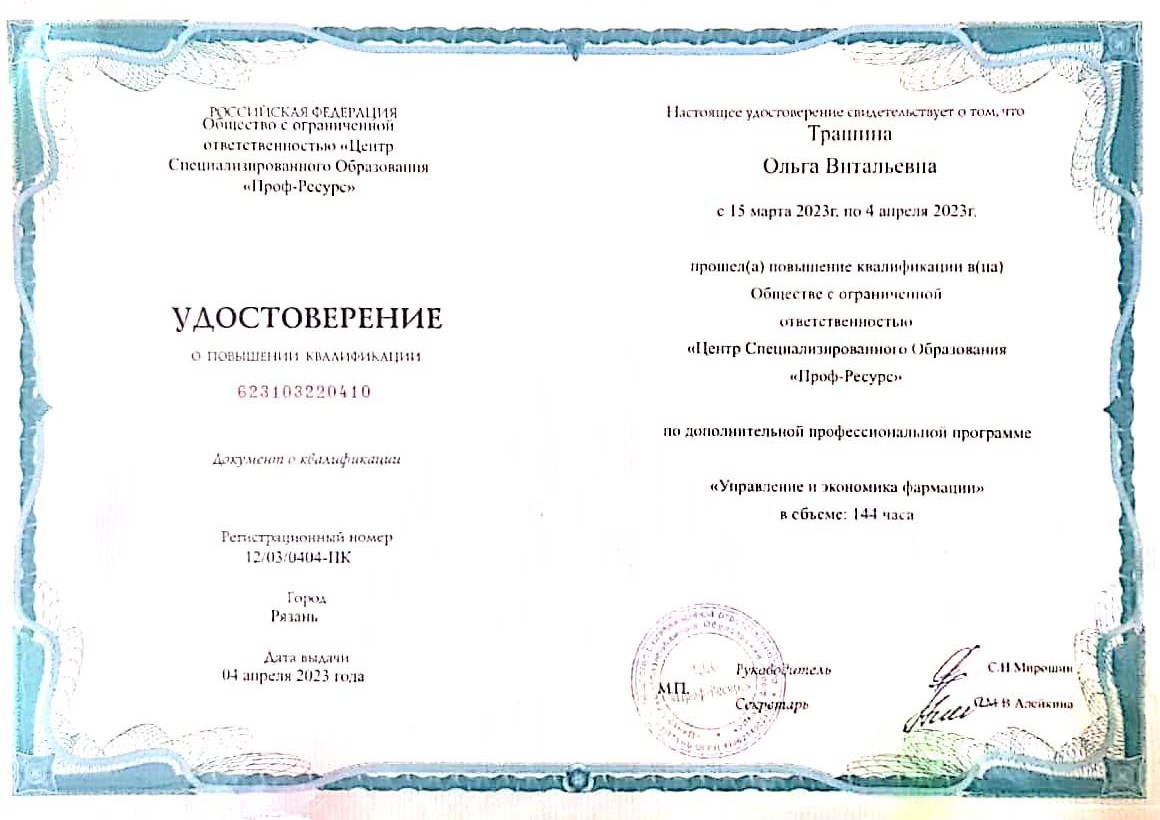 РОССИЙСКАЯ ФЕДЕРАЦИЯ
Общество с ограниченной
ответственностью «Центр
Специализированного Образования
«Проф-Ресурс»
УДОСТОВЕРЕНИЕ
О ПОВЫШЕНИИ КВАЛИФИКАЦИИ
623103220410
Документ о квалификации
Регистрационный номер
12/03/0404-ПК
Город
Рязань
Дата выдачи
04 апреля 2023 года
Настоящее удостоверение свидетельствует о том, что
Трашина
Ольга Витальевна
с 15 марта 2023г. по 4 апреля 2023г.
прошел(а) повышение квалификации в(на)
Обществе с ограниченной
ответственностью
«Центр Специализированного Образования
«Проф-Ресурс»
по дополнительной профессиональной программе
«Управление и экономика фармации»
в объеме: 144 часа
Руководитель
С.Н Мирошин
М.П.
«Проф-Ресурс»
Секретарь
М В Алейкина